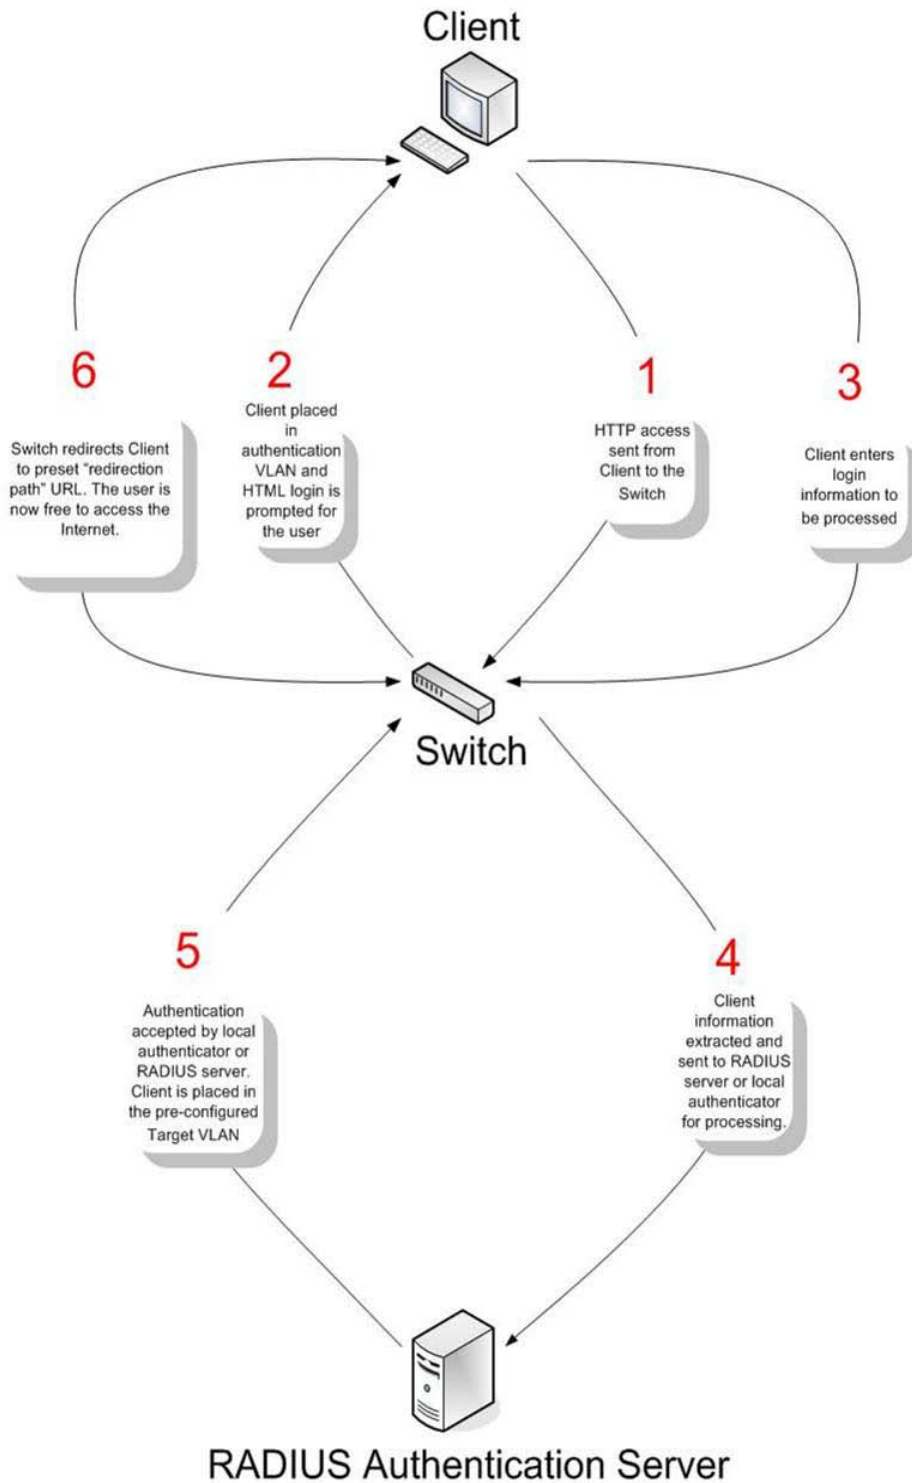 Client
6
Switch redirects Client
to preset "redirection
path" URL. The user is
now free to access the
Internet.
2
Client placed
in
authentication
VLAN and
HTML login is
prompted for
the user
1
HTTP access
sent from
Client to the
Switch
3
Client enters
login
information to
be processed
Switch
5
Authentication
accepted by local
authenticator or
RADIUS server.
Client is placed in
the pre-configured
Target VLAN
4
Client
information
extracted and
sent to RADIUS
server or local
authenticator
for processing.
RADIUS Authentication Server